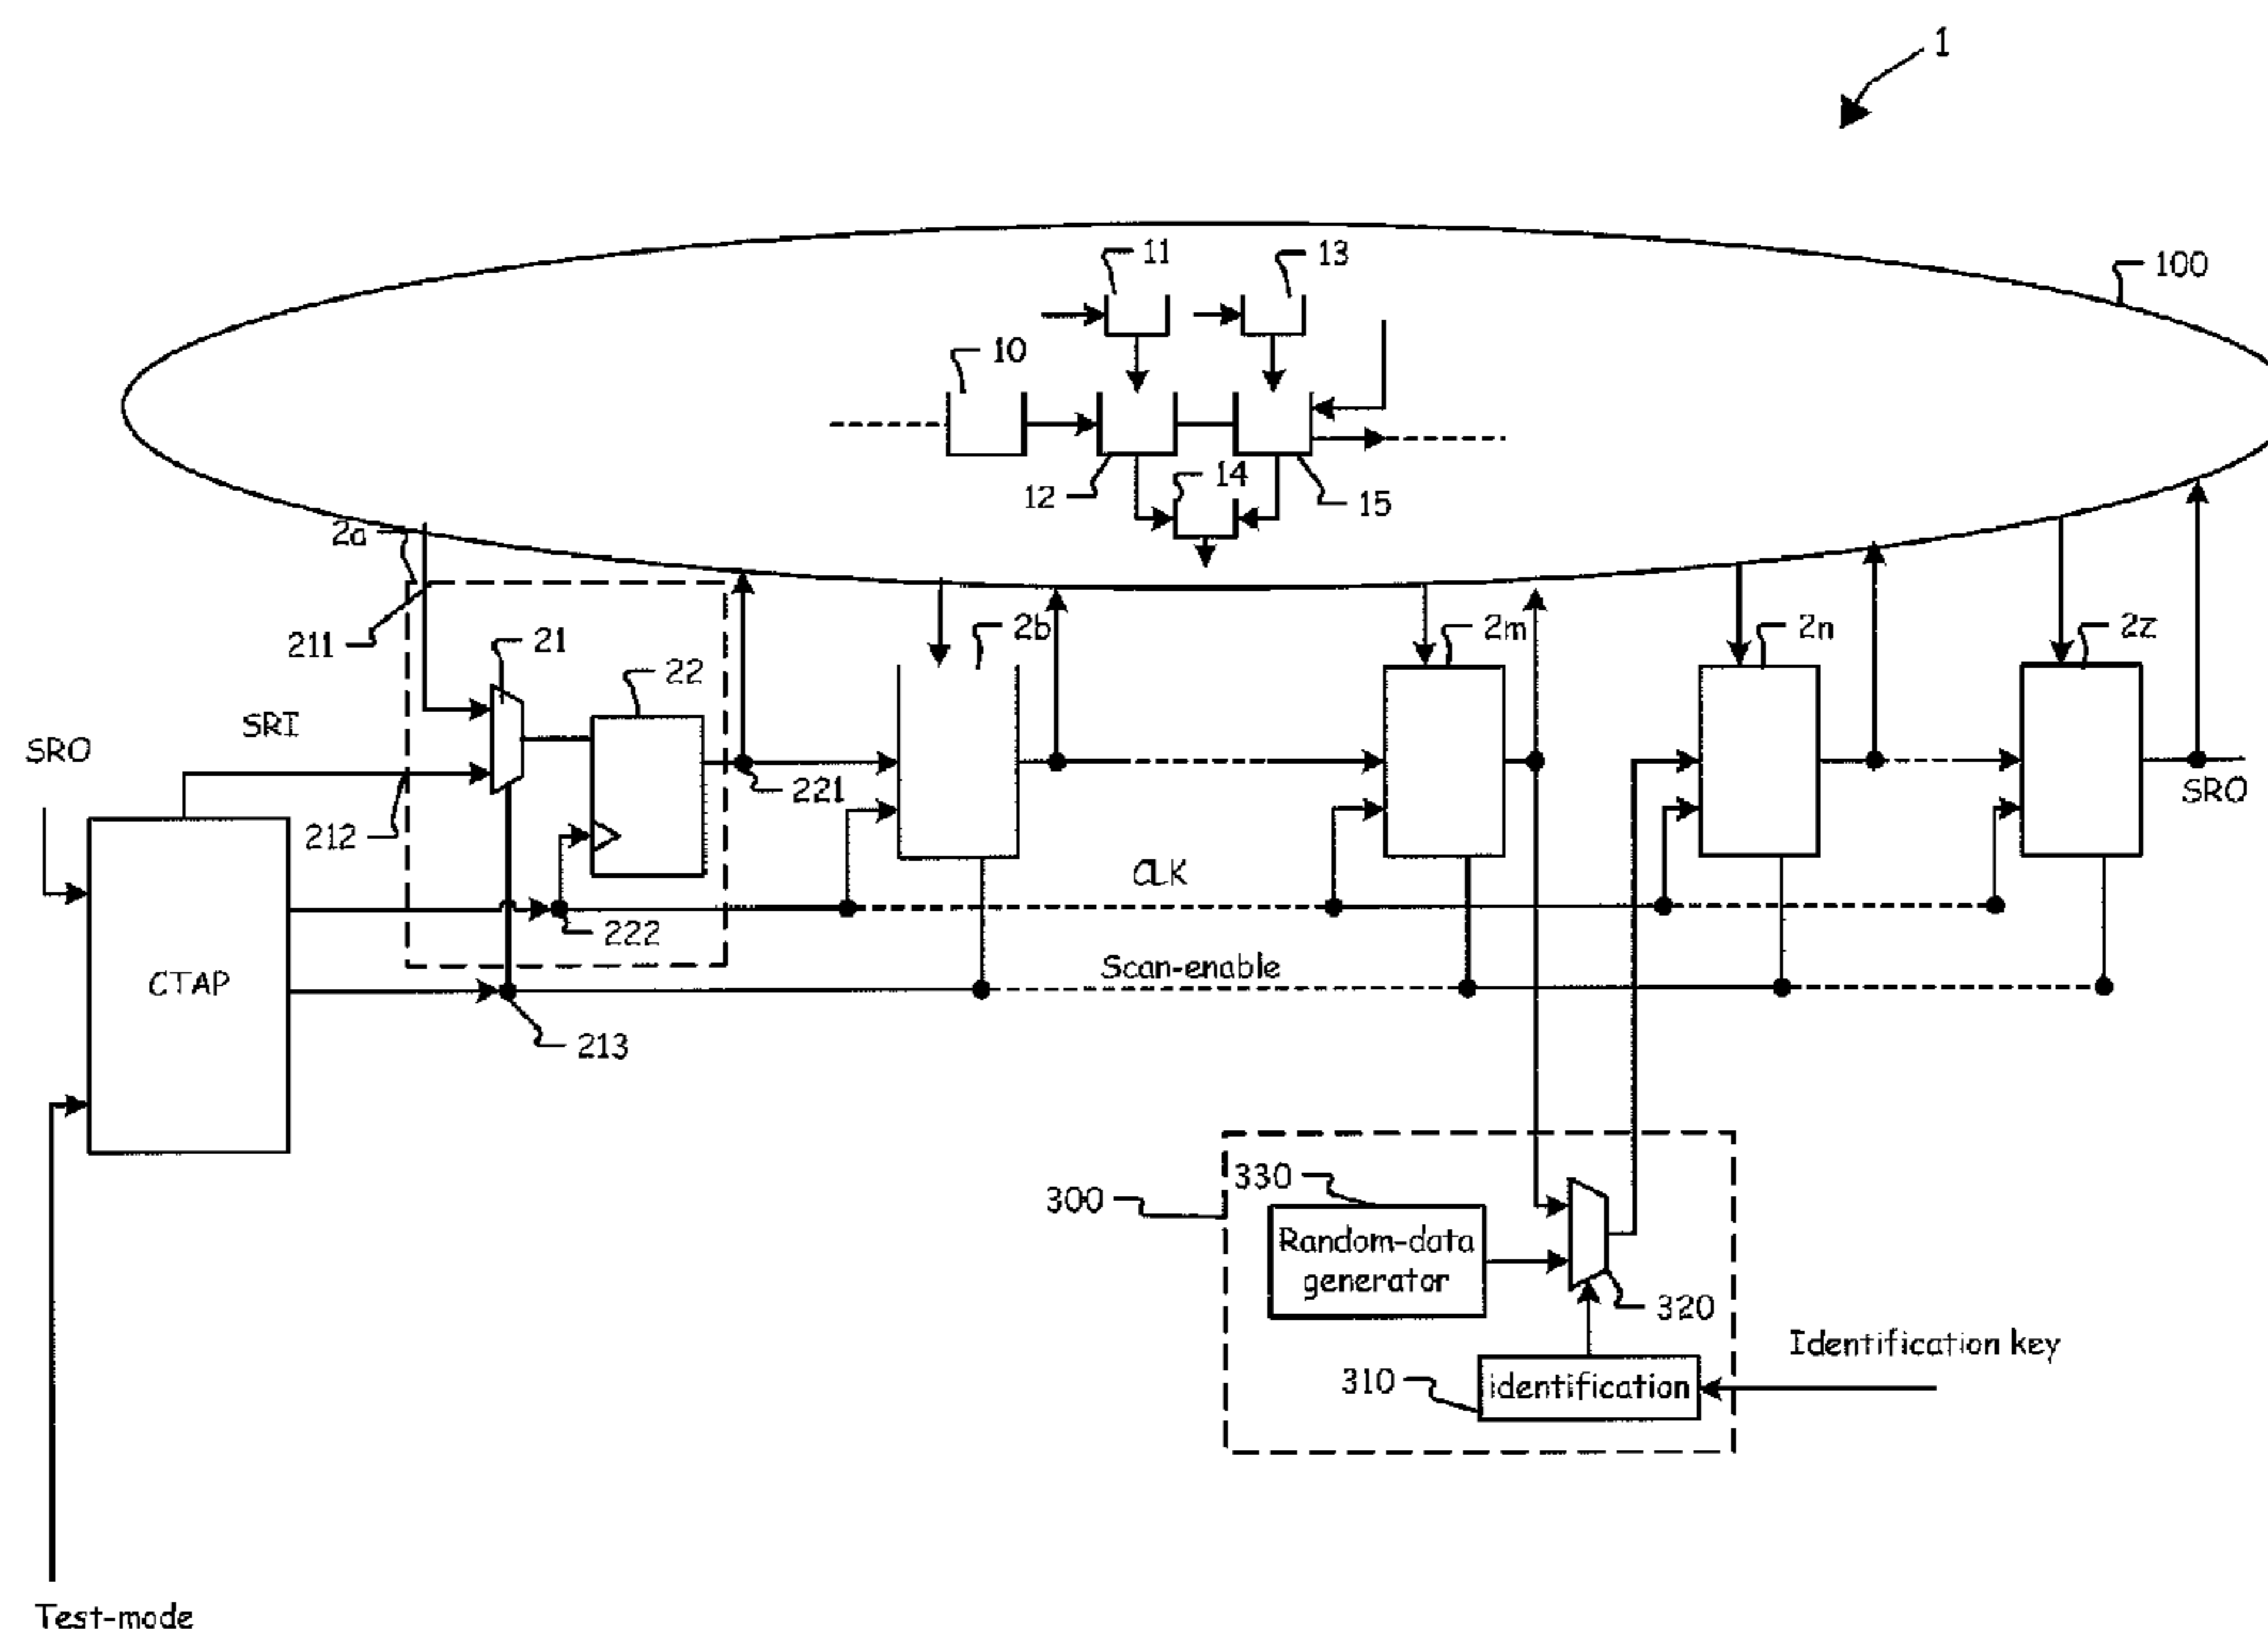 1
11
13
100
10
12
14
15
2a
211
21
22
2b
2m
2n
2z
SRI
SRO
221
212
SRO
CLK
222
CTAP
Scan-enable
213
330
300
Random-data
generator
320
Identification key
310
identification
Test-mode